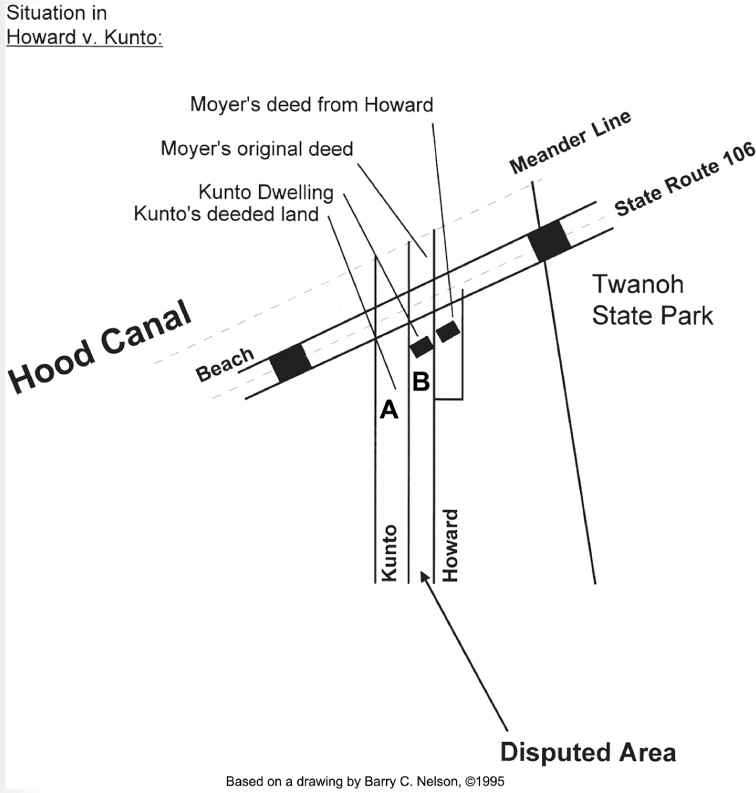 Situation in
Howard v. Kunto:
Moyer's deed from Howard
Moyer's original deed
Kunto Dwelling
Kunto's deeded land
Meander Line
State Route 106
Twanoh
State Park
Hood Canal
Beach
B
A
Kunto
Howard
Disputed Area
Based on a drawing by Barry C. Nelson, ©1995